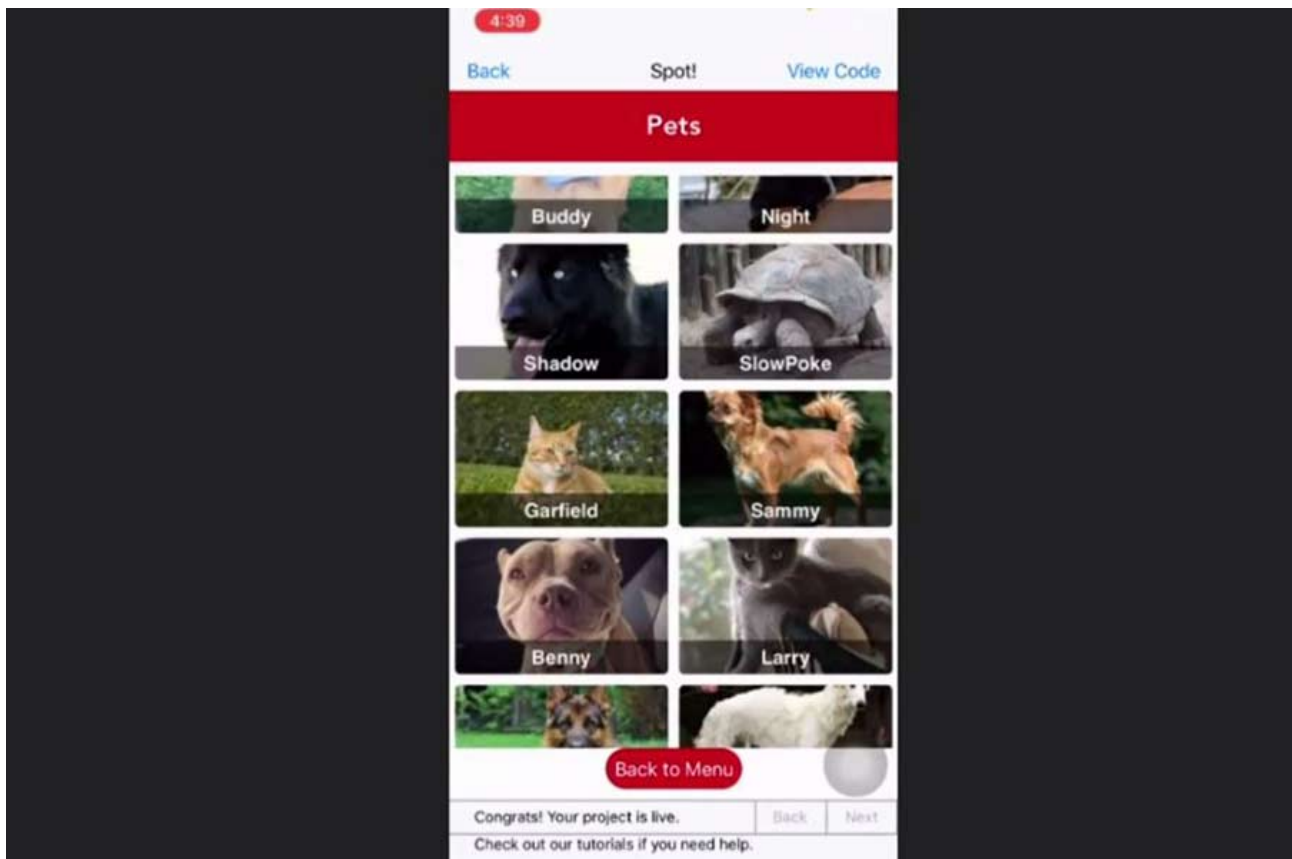 4:39
Back Spot! View Code
Pets
Buddy Night
Shadow SlowPoke
Garfield Sammy
Benny Larry
Back to Menu
Congrats! Your project is live. Back Next
Check out our tutorials if you need help.